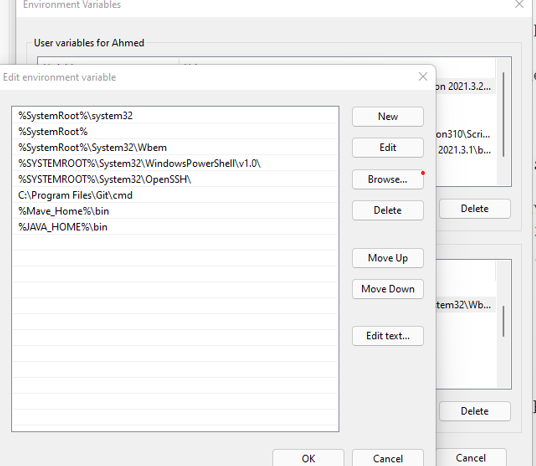 Environment Variables
User variables for Ahmed
Edit environment variable
on 2021.3.2...
on310\Scri...
2021.3.1\b...
%SystemRoot%\system32
%SystemRoot%
%SystemRoot%\System32\Wbem
%SYSTEMROOT%\System32\WindowsPowerShell\v1.0\
%SYSTEMROOT%\System32\OpenSSH\
C:\Program Files\Git\cmd
%Mave_Home%\bin
%JAVA_HOME%\bin
New
Edit
Browse...
Delete
Move Up
Move Down
Edit text...
OK
Cancel
Delete
tem32\Wb...
Delete
Cancel